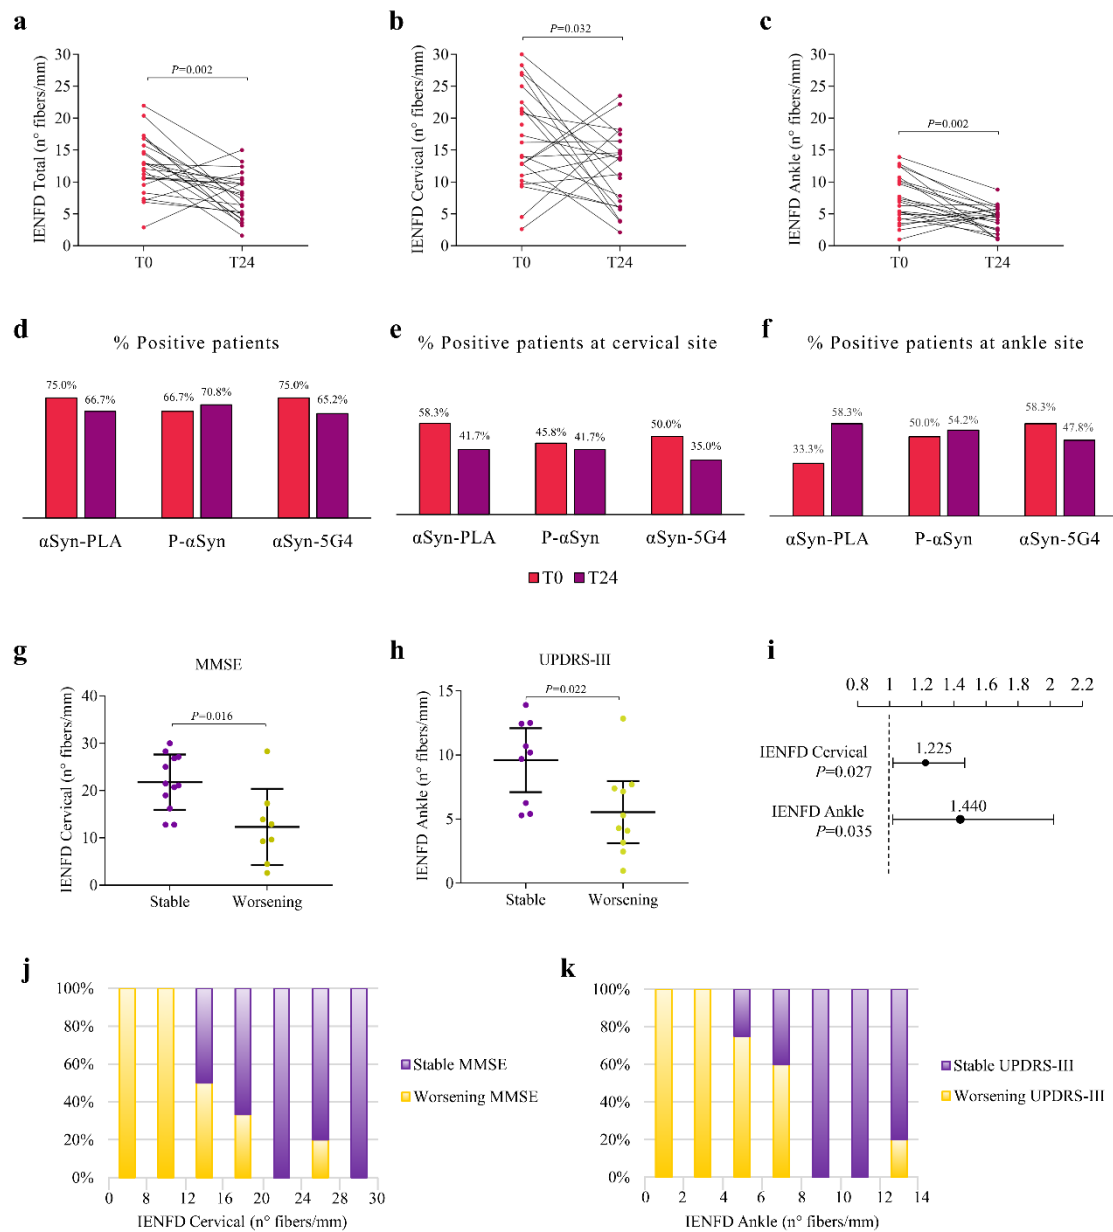 a
b
c
P=0.002
P=0.032
P=0.002
IENFD Total (n° fibers/mm)
30
25
20
15
10
5
0
T0
T24
IENFD Cervical (n° fibers/mm)
30
25
20
15
10
5
0
T0
T24
IENFD Ankle (n° fibers/mm)
30
25
20
15
10
5
0
T0
T24
d
% Positive patients
75.0%
66.7%
66.7%
70.8%
75.0%
65.2%
αSyn-PLA
P-αSyn
αSyn-5G4
e
% Positive patients at cervical site
58.3%
41.7%
45.8%
41.7%
50.0%
35.0%
αSyn-PLA
P-αSyn
αSyn-5G4
f
% Positive patients at ankle site
33.3%
58.3%
50.0%
54.2%
58.3%
47.8%
αSyn-PLA
P-αSyn
αSyn-5G4
T0
T24
g
MMSE
P=0.016
IENFD Cervical (n° fibers/mm)
40
30
20
10
0
Stable
Worsening
h
UPDRS-III
P=0.022
IENFD Ankle (n° fibers/mm)
15
10
5
0
Stable
Worsening
i
0.8 1 1.2 1.4 1.6 1.8 2 2.2
IENFD Cervical
P=0.027
1.225
IENFD Ankle
P=0.035
1.440
j
100%
80%
60%
40%
20%
0%
0 8 12 14 16 20 22 26 30
IENFD Cervical (n° fibers/mm)
Stable MMSE
Worsening MMSE
k
100%
80%
60%
40%
20%
0%
0 2 4 6 8 10 12 14
IENFD Ankle (n° fibers/mm)
Stable UPDRS-III
Worsening UPDRS-III